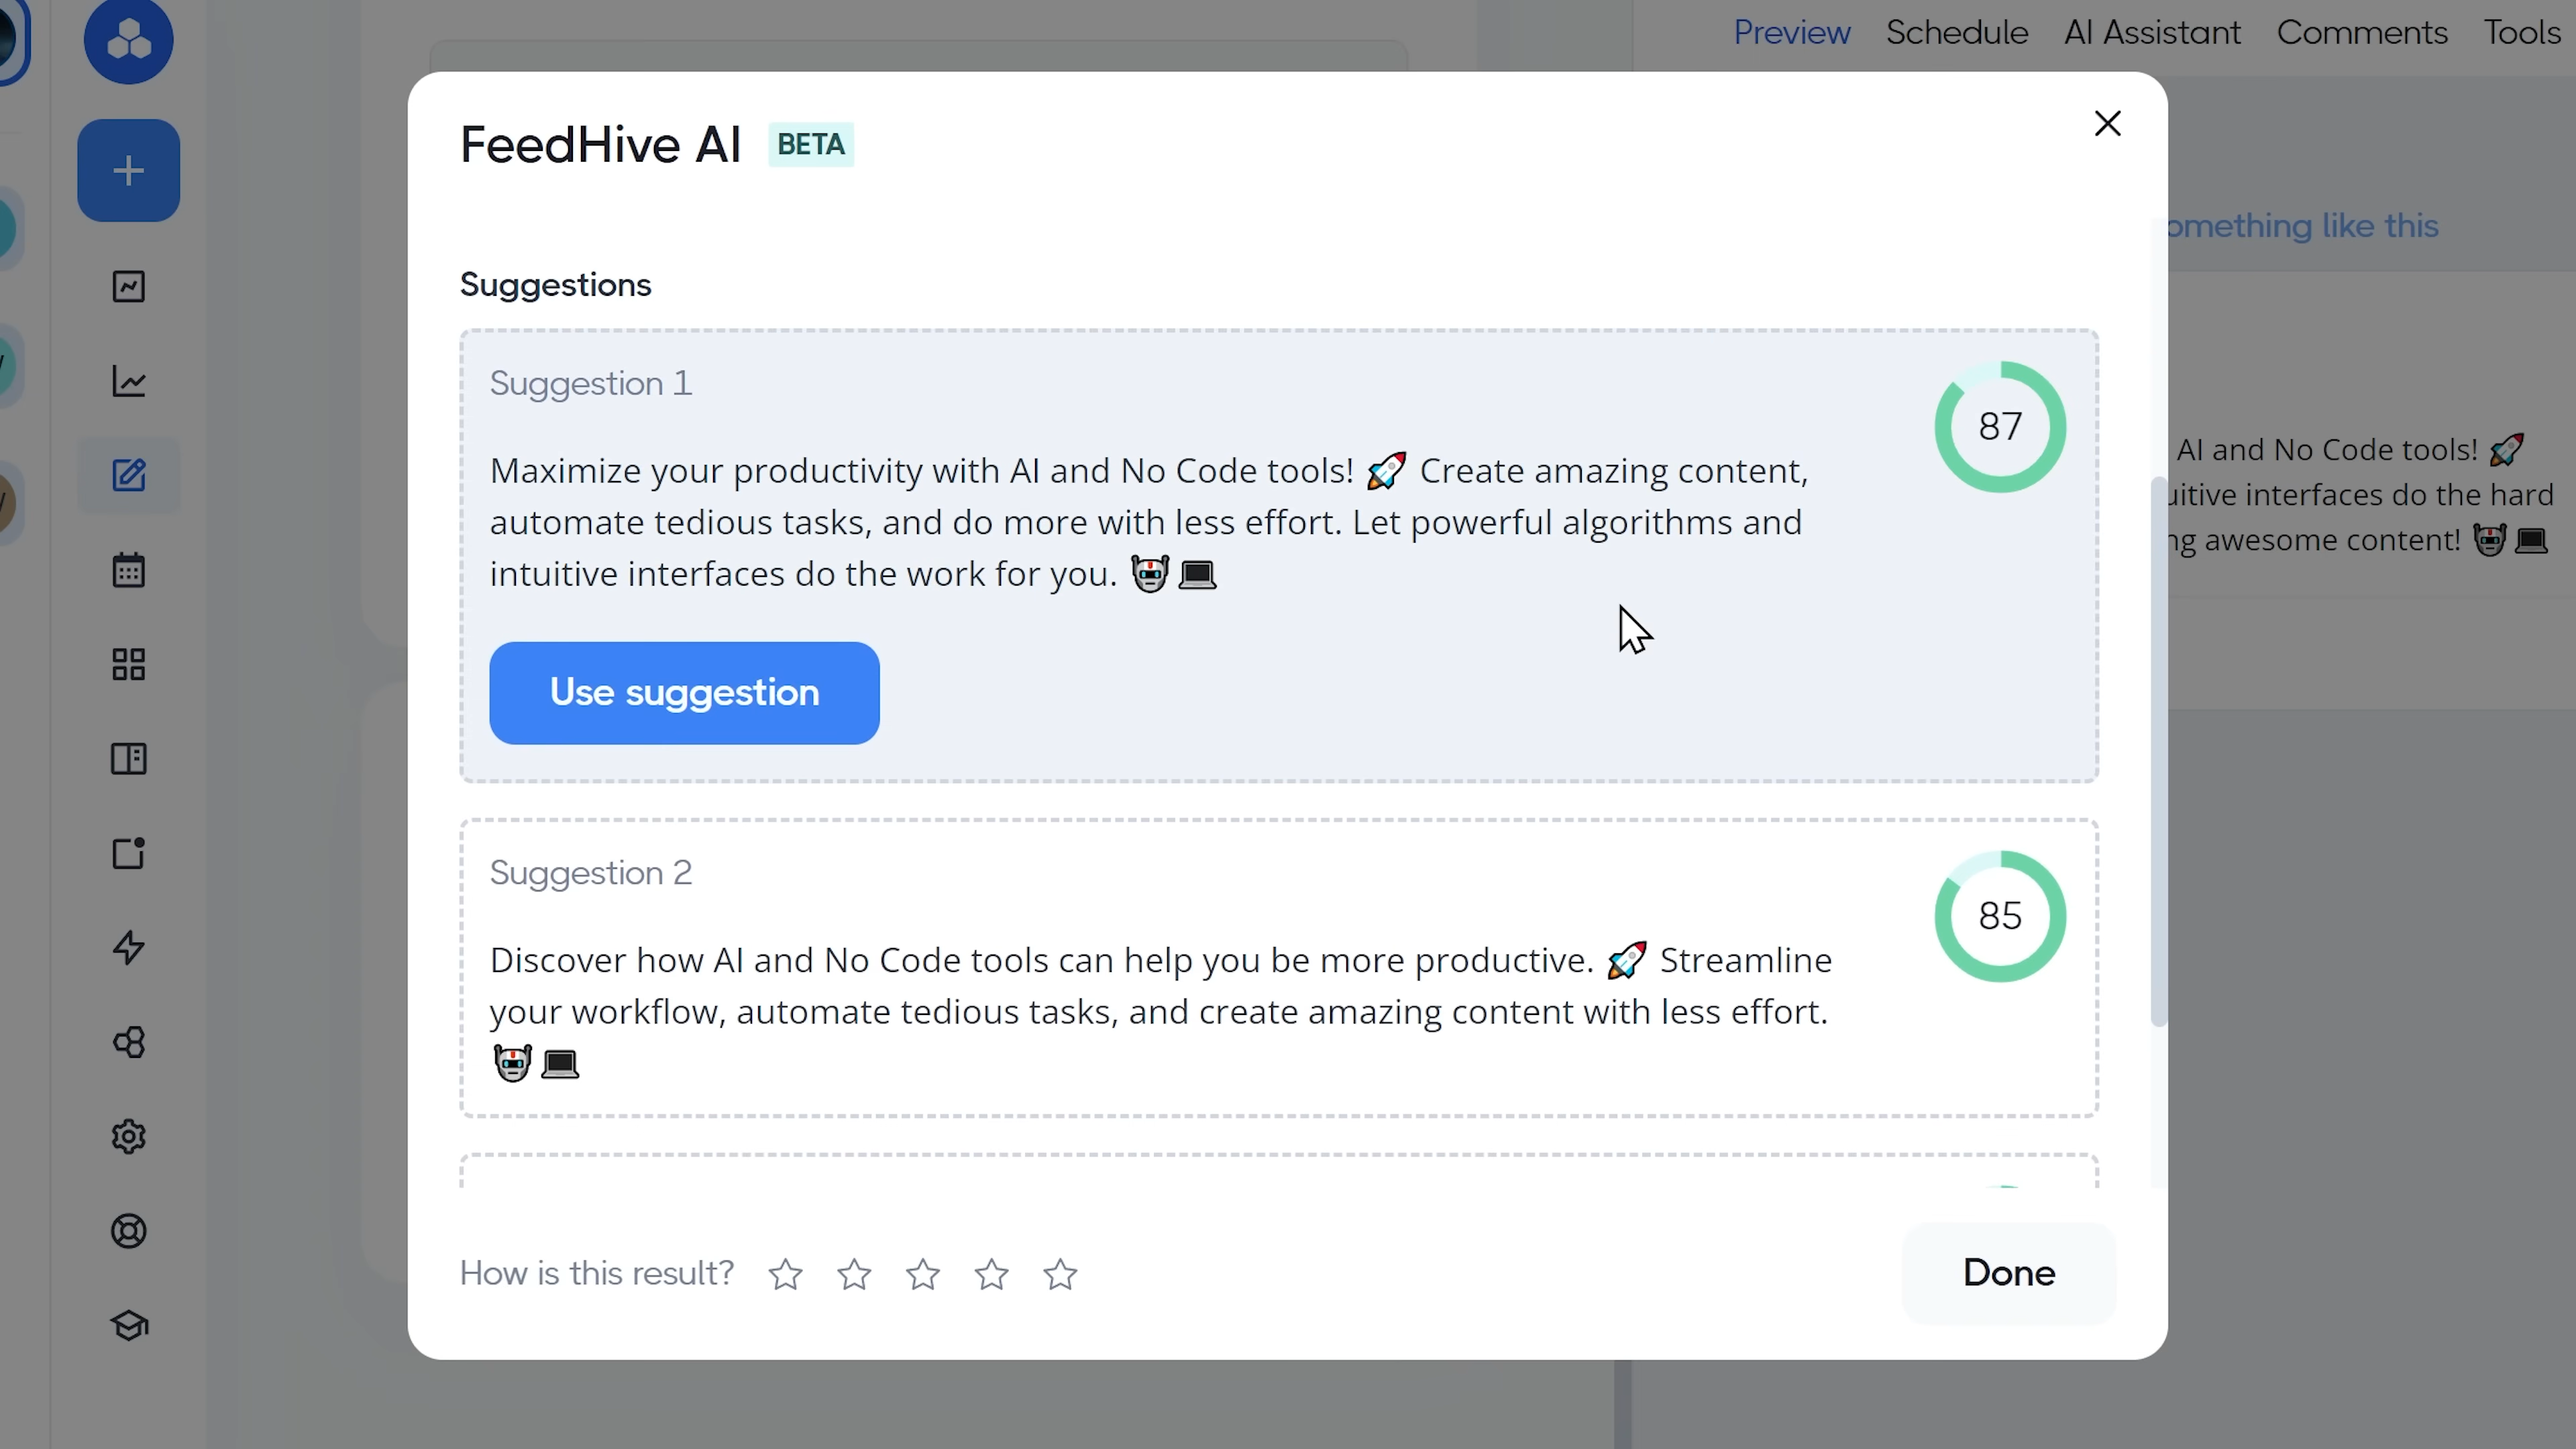 Preview Schedule AI Assistant Comments Tools
FeedHive AI BETA
something like this
Suggestions
Suggestion 1
87
Maximize your productivity with AI and No Code tools! 🚀 Create amazing content,
automate tedious tasks, and do more with less effort. Let powerful algorithms and
intuitive interfaces do the work for you. 🤖 💻
Use suggestion
AI and No Code tools! 🚀
interfaces do the hard
awesome content! 🤖 💻
Suggestion 2
85
Discover how AI and No Code tools can help you be more productive. 🚀 Streamline
your workflow, automate tedious tasks, and create amazing content with less effort.
🤖 💻
How is this result?
Done